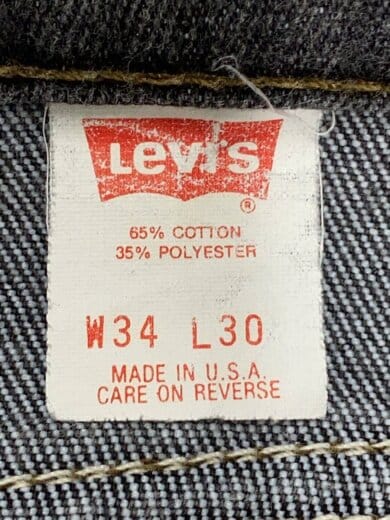 Levi's
®
65% COTTON
35% POLYESTER
W34 L30
MADE IN U.S.A.
CARE ON REVERSE